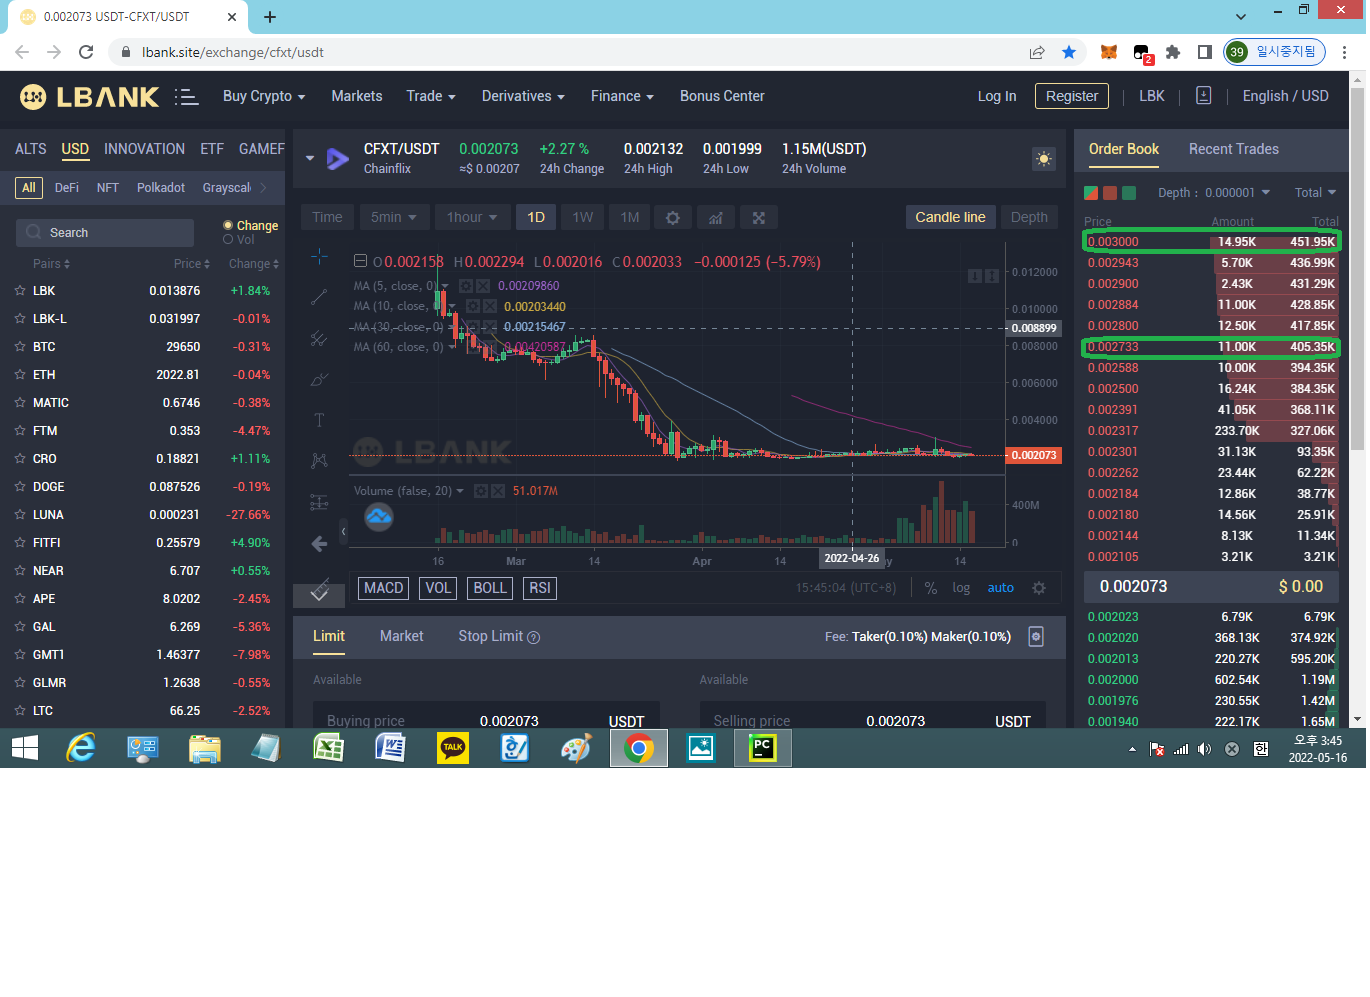 0.002073 USDT-CFXT/USDT
lbank.site/exchange/cfxt/usdt
2
39 일시중지됨
LBANK Buy Crypto Markets Trade Derivatives Finance Bonus Center Log In Register LBK English / USD
ALTS USD INNOVATION ETF GAMEF
All DeFi NFT Polkadot Grayscal
Search Change
Vol
Pairs Price Change
LBK 0.013876 +1.84%
LBK-L 0.031997 -0.01%
BTC 29650 -0.31%
ETH 2022.81 -0.04%
MATIC 0.6746 -0.38%
FTM 0.353 -4.47%
CRO 0.18821 +1.11%
DOGE 0.087526 -0.19%
LUNA 0.000231 -27.66%
FITFI 0.25579 +4.90%
NEAR 6.707 +0.55%
APE 8.0202 -2.45%
GAL 6.269 -5.36%
GMT1 1.46377 -7.98%
GLMR 1.2638 -0.55%
LTC 66.25 -2.52%
CFXT/USDT 0.002073 +2.27 % 0.002132 0.001999 1.15M(USDT)
Chainflix ≈$ 0.00207 24h Change 24h High 24h Low 24h Volume
Time 5min 1hour 1D 1W 1M Candle line Depth
O0.002158 H0.002294 L0.002016 C0.002033 −0.000125 (−5.79%)
MA (5, close, 0) 0.00209860
MA (10, close, 0) 0.00203440
MA (30, close, 0) 0.00215467
MA (60, close, 0) 0.00420587
0.012000
0.010000
0.008899
0.008000
0.006000
0.004000
0.002073
LBANK
Volume (false, 20) 51.017M
400M
0
16 Mar 14 Apr 14 2022-04-26 14
MACD VOL BOLL RSI 15:45:04 (UTC+8) % log auto
Limit Market Stop Limit Fee: Taker(0.10%) Maker(0.10%)
Available Available
Buying price 0.002073 USDT Selling price 0.002073 USDT
Order Book Recent Trades
Depth : 0.000001 Total
Price Amount Total
0.003000 14.95K 451.95K
0.002943 5.70K 436.99K
0.002900 2.43K 431.29K
0.002884 11.00K 428.85K
0.002800 12.50K 417.85K
0.002733 11.00K 405.35K
0.002588 10.00K 394.35K
0.002500 16.24K 384.35K
0.002391 41.05K 368.11K
0.002317 233.70K 327.06K
0.002301 31.13K 93.35K
0.002262 23.44K 62.22K
0.002184 12.86K 38.77K
0.002180 14.56K 25.91K
0.002144 8.13K 11.34K
0.002105 3.21K 3.21K
0.002073 $ 0.00
0.002023 6.79K 6.79K
0.002020 368.13K 374.92K
0.002013 220.27K 595.20K
0.002000 602.54K 1.19M
0.001976 230.55K 1.42M
0.001940 222.17K 1.65M
TALK PC 한 오후 3:45
2022-05-16